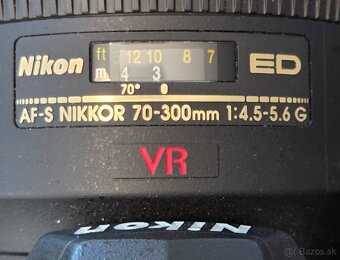 Nikon
ft 12 10 8 7
m 4 3
70°
ED
AF-S NIKKOR 70-300mm 1:4.5-5.6 G
VR
Nikon
bazos.sk